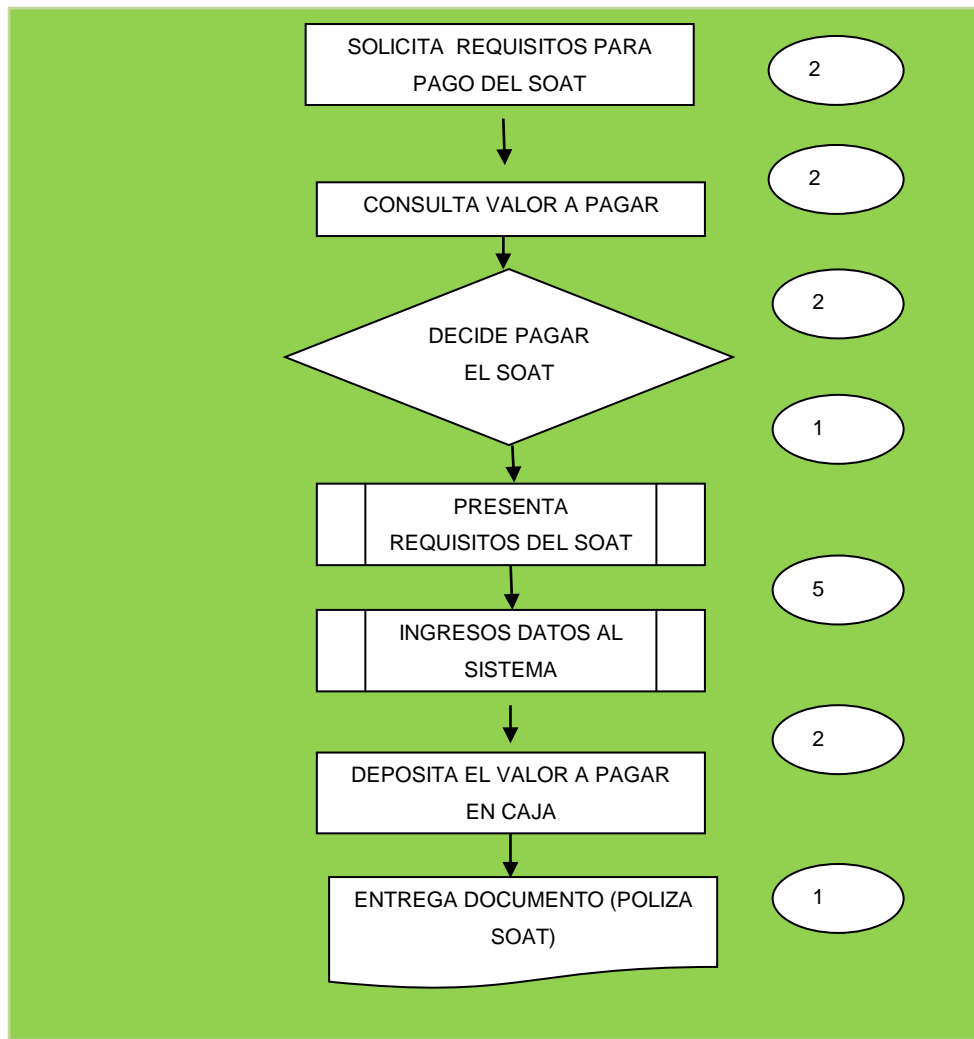 SOLICITA REQUISITOS PARA
PAGO DEL SOAT
2
2
CONSULTA VALOR A PAGAR
2
DECIDE PAGAR
EL SOAT
1
PRESENTA
REQUISITOS DEL SOAT
5
INGRESOS DATOS AL
SISTEMA
2
DEPOSITA EL VALOR A PAGAR
EN CAJA
1
ENTREGA DOCUMENTO (POLIZA
SOAT)